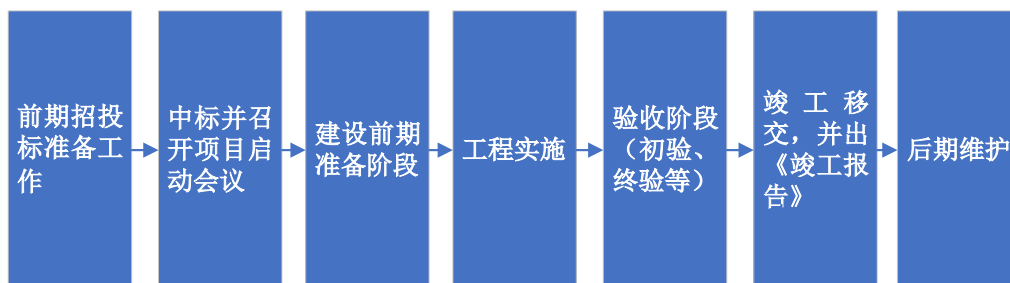 前期招投
标准备工
作
中标并召
开项目启
动会议
建设前期
准备阶段
工程实施
验收阶段
（初验、
终验等）
竣工移
交，并出
《竣工报
告》
后期维护